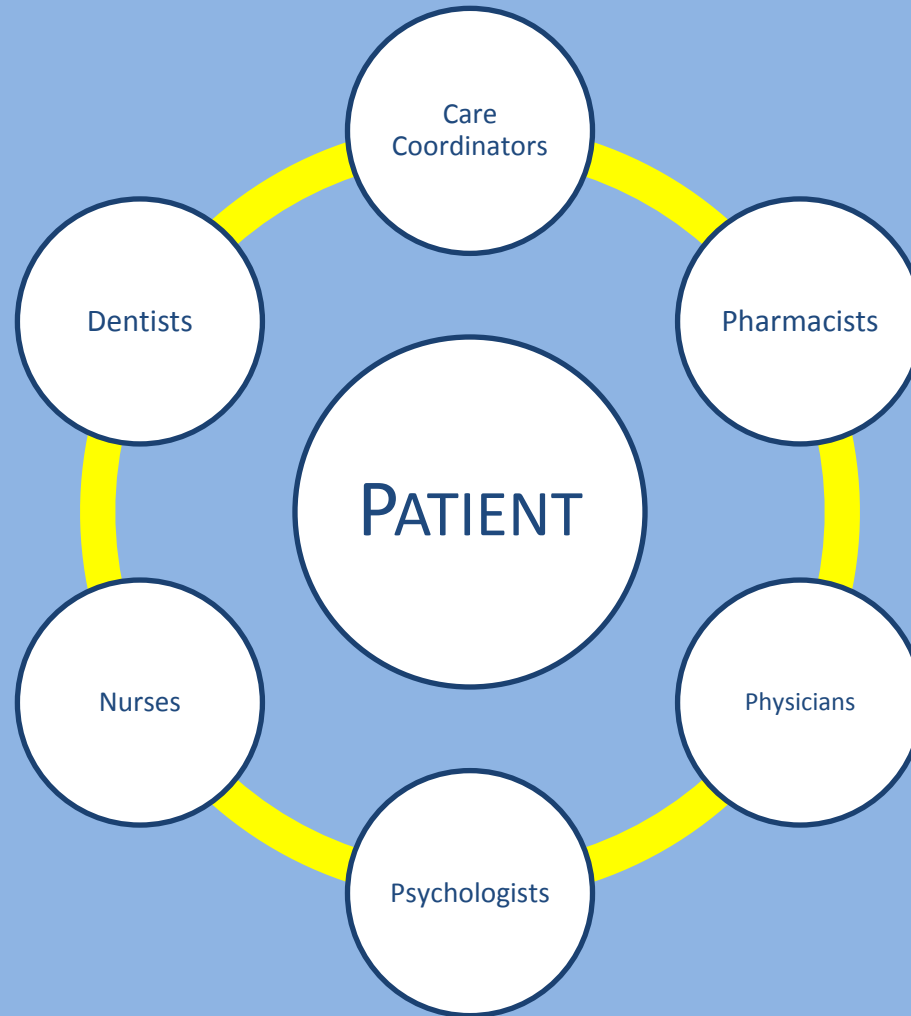 Care
Coordinators
Dentists
Pharmacists
PATIENT
Nurses
Physicians
Psychologists